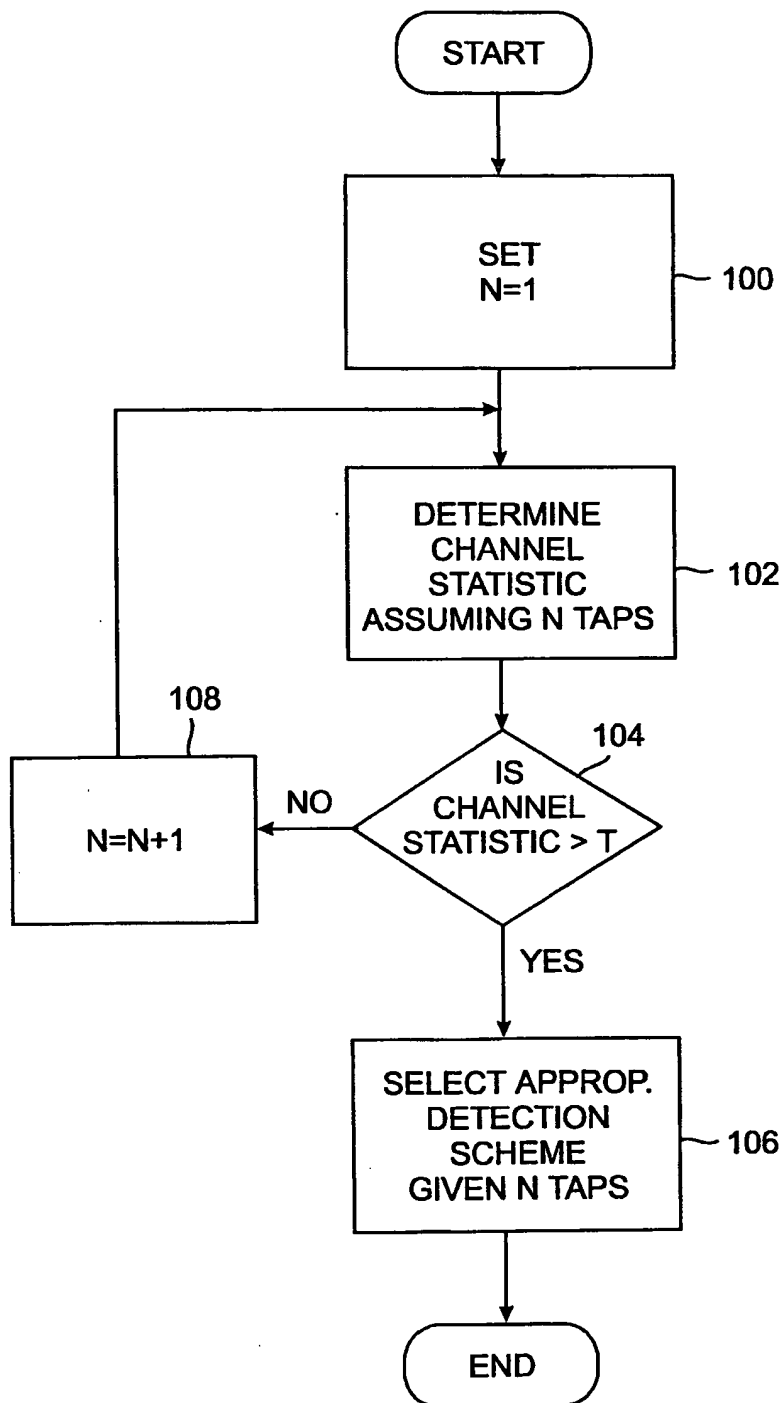 START
SET
N=1
100
DETERMINE
CHANNEL
STATISTIC
ASSUMING N TAPS
102
108
N=N+1
NO
104
IS
CHANNEL
STATISTIC > T
YES
SELECT APPROP.
DETECTION
SCHEME
GIVEN N TAPS
106
END